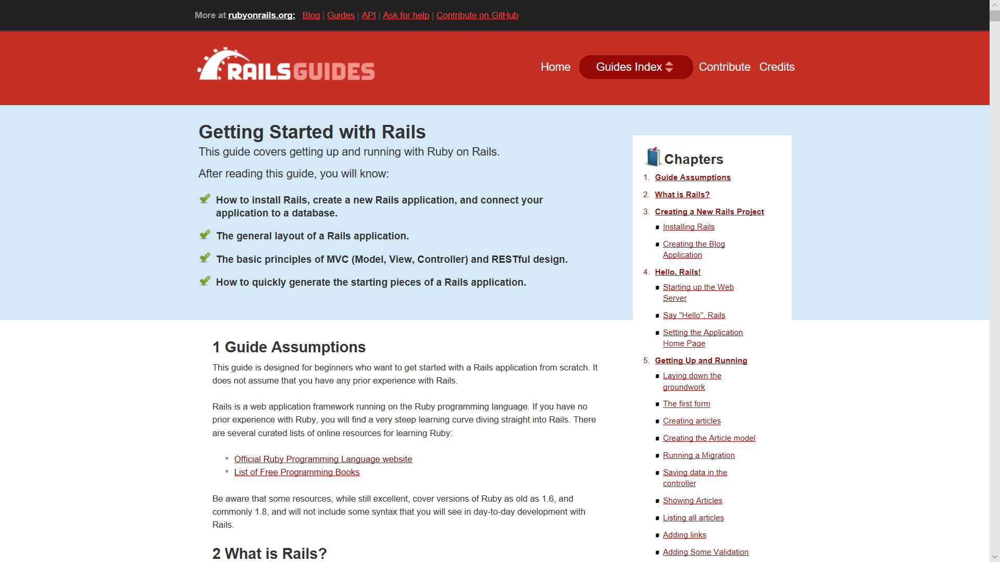 More at rubyonrails.org: Blog | Guides | API | Ask for help | Contribute on GitHub
RAILS GUIDES
Home Guides Index Contribute Credits
Getting Started with Rails
This guide covers getting up and running with Ruby on Rails.
After reading this guide, you will know:
How to install Rails, create a new Rails application, and connect your
application to a database.
The general layout of a Rails application.
The basic principles of MVC (Model, View, Controller) and RESTful design.
How to quickly generate the starting pieces of a Rails application.
Chapters
1. Guide Assumptions
2. What is Rails?
3. Creating a New Rails Project
Installing Rails
Creating the Blog
Application
4. Hello, Rails!
Starting up the Web
Server
Say "Hello", Rails
Setting the Application
Home Page
5. Getting Up and Running
Laying down the
groundwork
The first form
Creating articles
Creating the Article model
Running a Migration
Saving data in the
controller
Showing Articles
Listing all articles
Adding links
Adding Some Validation
1 Guide Assumptions
This guide is designed for beginners who want to get started with a Rails application from scratch. It
does not assume that you have any prior experience with Rails.
Rails is a web application framework running on the Ruby programming language. If you have no
prior experience with Ruby, you will find a very steep learning curve diving straight into Rails. There
are several curated lists of online resources for learning Ruby:
Official Ruby Programming Language website
List of Free Programming Books
Be aware that some resources, while still excellent, cover versions of Ruby as old as 1.6, and
commonly 1.8, and will not include some syntax that you will see in day-to-day development with
Rails.
2 What is Rails?